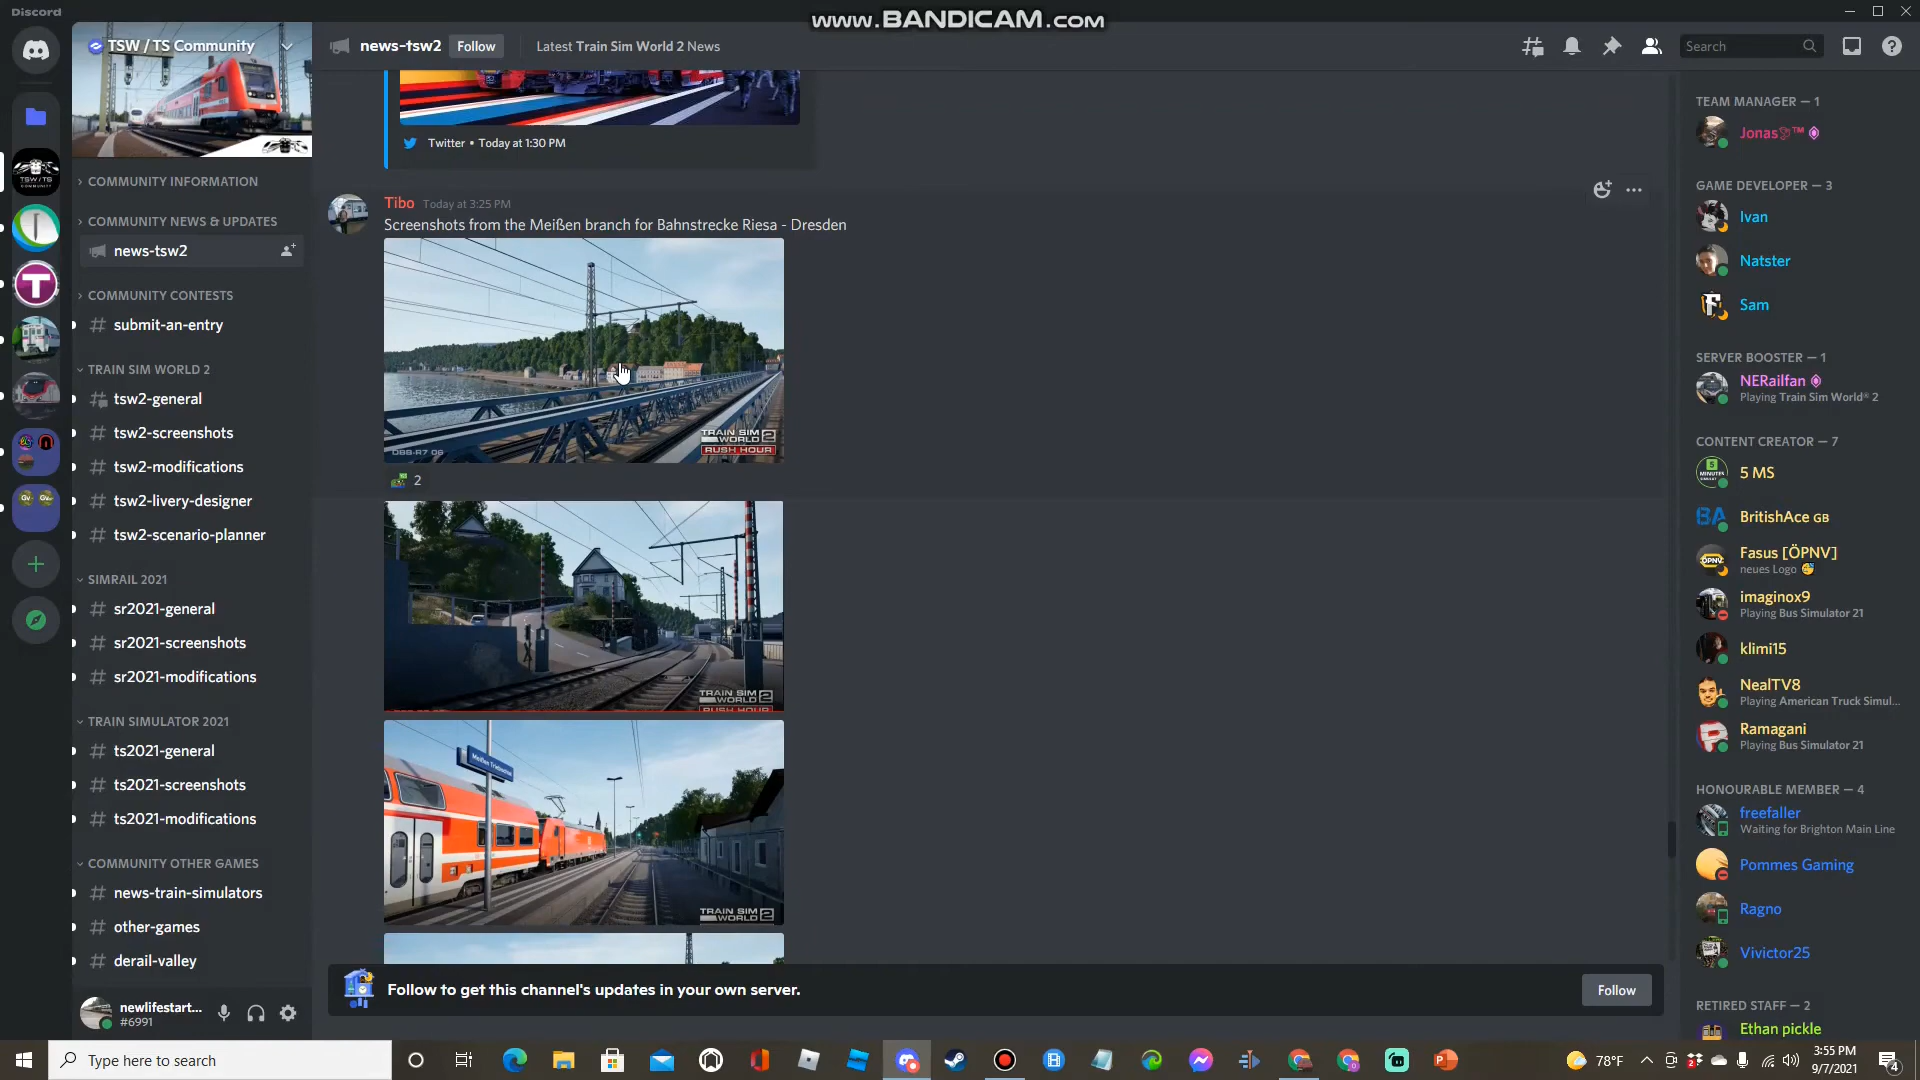 Discord
www.BANDICAM.com
TSW / TS Community
news-tsw2
Follow
Latest Train Sim World 2 News
Search
COMMUNITY INFORMATION
COMMUNITY NEWS & UPDATES
news-tsw2
COMMUNITY CONTESTS
submit-an-entry
TRAIN SIM WORLD 2
tsw2-general
tsw2-screenshots
tsw2-modifications
tsw2-livery-designer
tsw2-scenario-planner
SIMRAIL 2021
sr2021-general
sr2021-screenshots
sr2021-modifications
TRAIN SIMULATOR 2021
ts2021-general
ts2021-screenshots
ts2021-modifications
COMMUNITY OTHER GAMES
news-train-simulators
other-games
derail-valley
newlifestart...
#6991
Twitter • Today at 1:30 PM
Tibo Today at 3:25 PM
Screenshots from the Meißen branch for Bahnstrecke Riesa - Dresden
TRAIN SIM
WORLD 2
RUSH HOUR
2
TRAIN SIM
WORLD 2
RUSH HOUR
TRAIN SIM
WORLD 2
Follow to get this channel's updates in your own server.
Follow
TEAM MANAGER — 1
Jonas
GAME DEVELOPER — 3
Ivan
Natster
Sam
SERVER BOOSTER — 1
NERailfan
Playing Train Sim World® 2
CONTENT CREATOR — 7
5 MS
BritishAce GB
Fasus [ÖPNV]
neues Logo
imaginox9
Playing Bus Simulator 21
klimi15
NealTV8
Playing American Truck Simul...
Ramagani
Playing Bus Simulator 21
HONOURABLE MEMBER — 4
freefaller
Waiting for Brighton Main Line
Pommes Gaming
Ragno
Vivictor25
RETIRED STAFF — 2
Ethan pickle
Type here to search
78°F
3:55 PM
9/7/2021
4